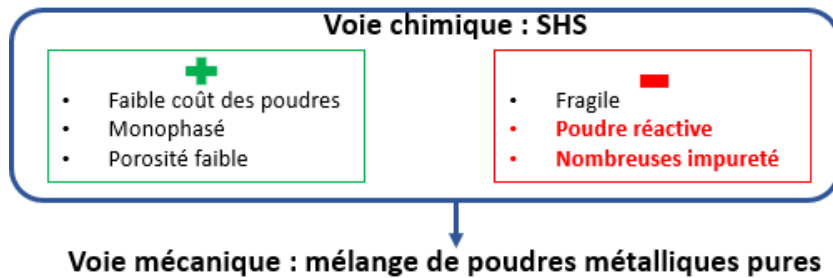 Voie chimique : SHS
• Faible coût des poudres
• Monophasé
• Porosité faible
• Fragile
• Poudre réactive
• Nombreuses impureté
Voie mécanique : mélange de poudres métalliques pures